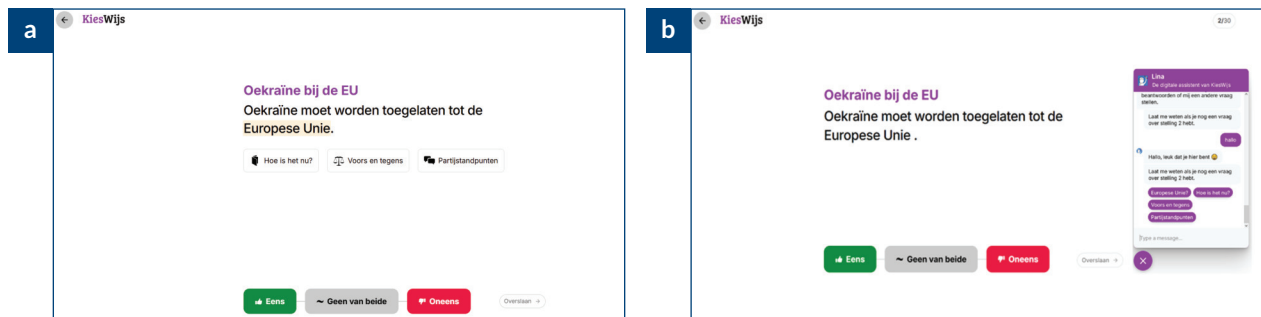 a
KiesWijs
Oekraïne bij de EU
Oekraïne moet worden toegelaten tot de
Europese Unie.
Hoe is het nu?
Voors en tegens
Partijstandpunten
Eens
~ Geen van beide
Oneens
Overslaan →
b
KiesWijs
2/30
Oekraïne bij de EU
Oekraïne moet worden toegelaten tot de
Europese Unie .
Eens
~ Geen van beide
Oneens
Overslaan →
Lina
De digitale assistent van KiesWijs
beantwoorden of mij een andere vraag
stellen.
Laat me weten als je nog een vraag
over stelling 2 hebt.
hallo
Hallo, leuk dat je hier bent 😄
Laat me weten als je nog een vraag
over stelling 2 hebt.
Europese Unie?
Hoe is het nu?
Voors en tegens
Partijstandpunten
Type a message...